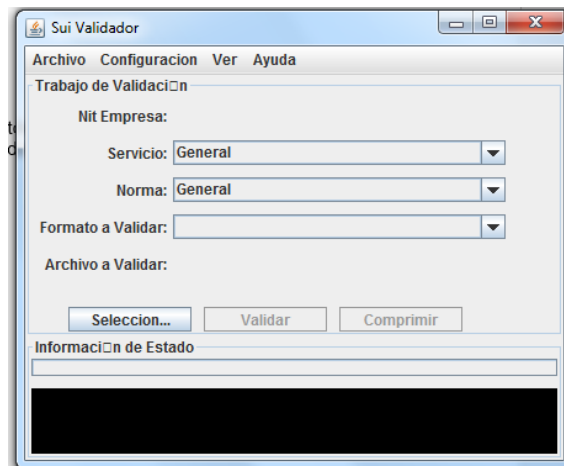 Sui Validador
Archivo Configuracion Ver Ayuda
Trabajo de Validaci□n
Nit Empresa:
Servicio: General
Norma: General
Formato a Validar:
Archivo a Validar:
Seleccion... Validar Comprimir
Informaci□n de Estado